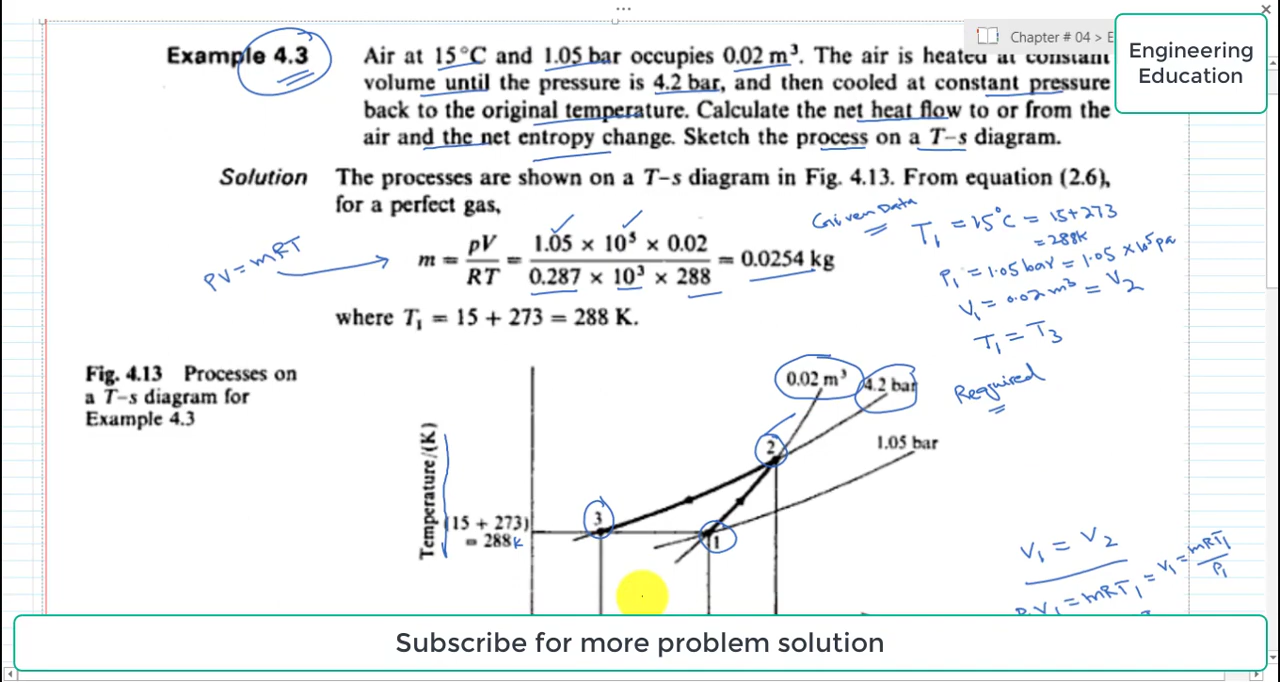 Chapter # 04 > E
Engineering
Education
Example 4.3
Air at 15 °C and 1.05 bar occupies 0.02 m³. The air is heated at constant
volume until the pressure is 4.2 bar, and then cooled at constant pressure
back to the original temperature. Calculate the net heat flow to or from the
air and the net entropy change. Sketch the process on a T–s diagram.
Solution The processes are shown on a T–s diagram in Fig. 4.13. From equation (2.6),
for a perfect gas,
m = pV/RT = 1.05 × 10⁵ × 0.02 / 0.287 × 10³ × 288 = 0.0254 kg
PV = mRT
where T₁ = 15 + 273 = 288 K.
Given Data
T₁ = 15°C = 15+273
= 288K
P₁ = 1.05 bar = 1.05 × 10⁵ pa
V₁ = 0.02 m³ = V₂
T₁ = T₃
Required
Fig. 4.13 Processes on
a T–s diagram for
Example 4.3
0.02 m³
4.2 bar
1.05 bar
Temperature/(K)
2
3
1
(15 + 273)
= 288K
V₁ = V₂
P₁V₁ = mRT₁ = V₁ = mRT₁/P₁
Subscribe for more problem solution